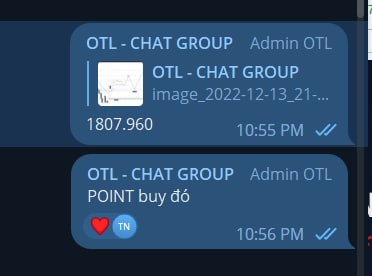 OTL - CHAT GROUP Admin OTL
OTL - CHAT GROUP
image_2022-12-13_21-...
1807.960
10:55 PM
OTL - CHAT GROUP Admin OTL
POINT buy đó
TN
10:56 PM